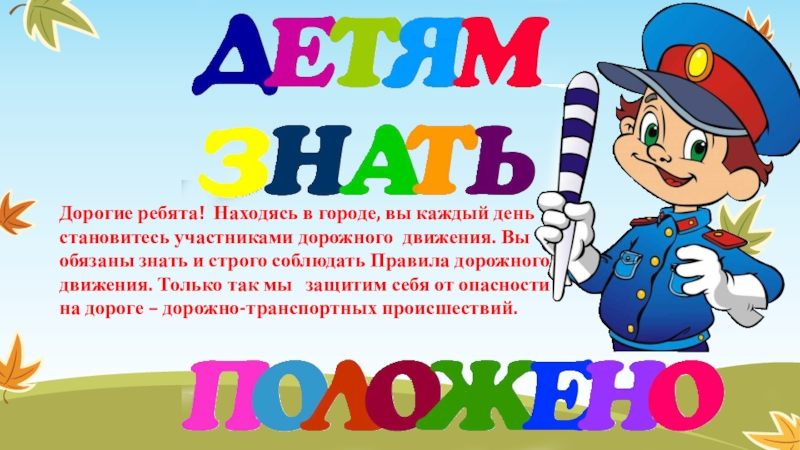 ДЕТЯМ
ЗНАТЬ
Дорогие ребята! Находясь в городе, вы каждый день
становитесь участниками дорожного движения. Вы
обязаны знать и строго соблюдать Правила дорожного
движения. Только так мы защитим себя от опасности
на дороге – дорожно-транспортных происшествий.
ПОЛОЖЕНО